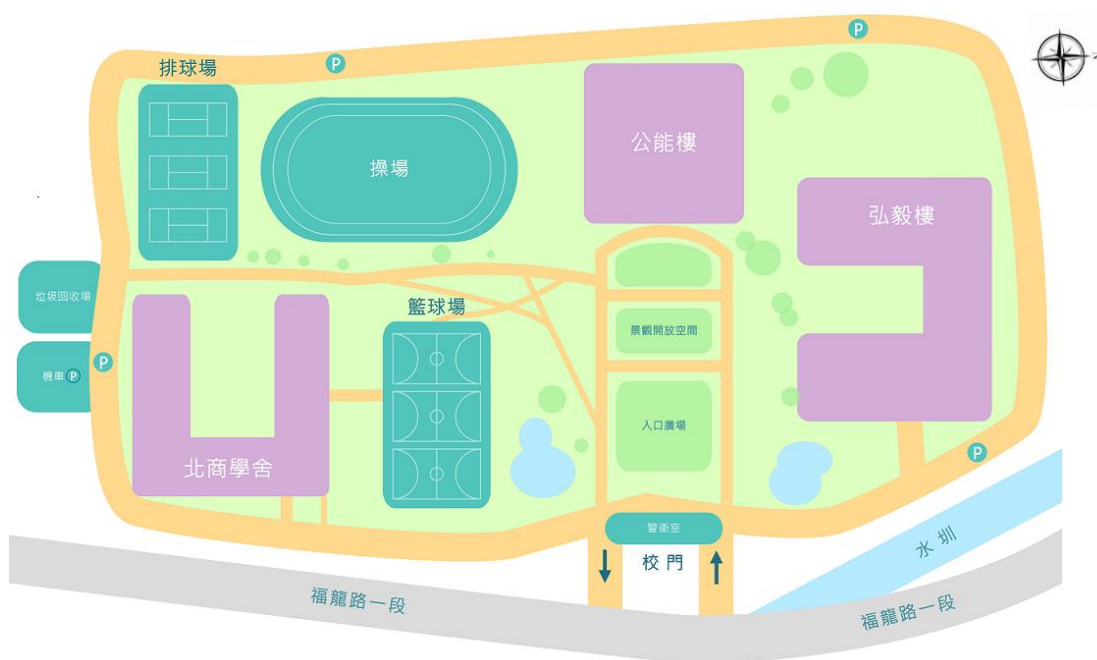 P
P
排球場
公能樓
操場
弘毅樓
垃圾回收場
籃球場
景觀開放空間
P
機車 P
入口廣場
北商學舍
P
警衛室
水圳
校門
福龍路一段
福龍路一段